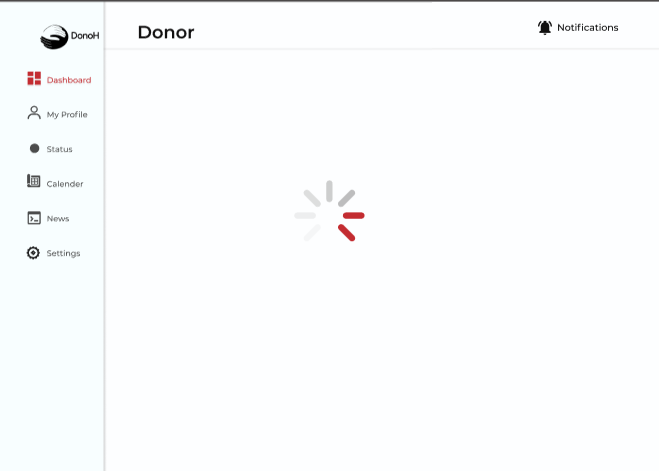 DonoH
Donor
Notifications
Dashboard
My Profile
Status
Calender
News
Settings